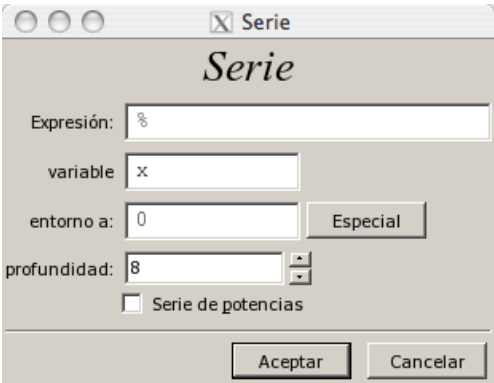 Serie
Serie
Expresión: %
variable x
entorno a: 0 Especial
profundidad: 8
Serie de potencias
Aceptar Cancelar